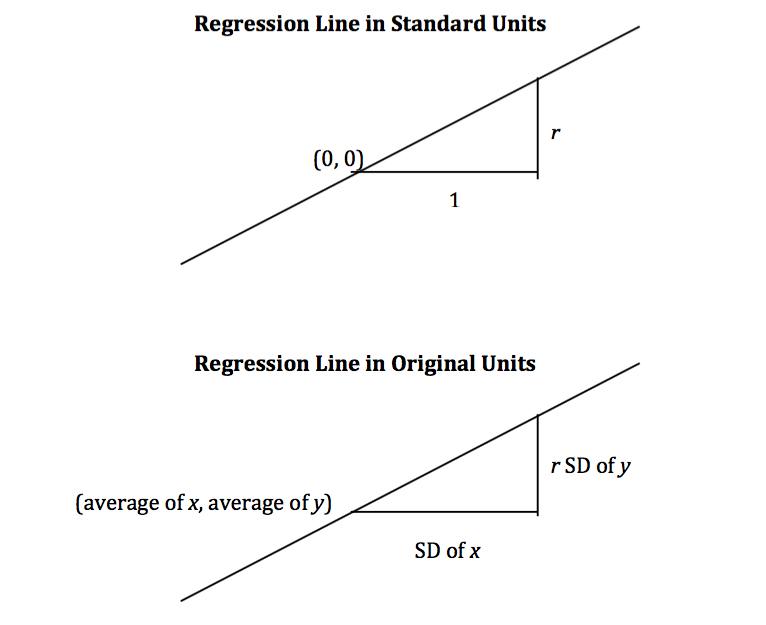 Regression Line in Standard Units
(0, 0)
r
1
Regression Line in Original Units
r SD of y
(average of x, average of y)
SD of x